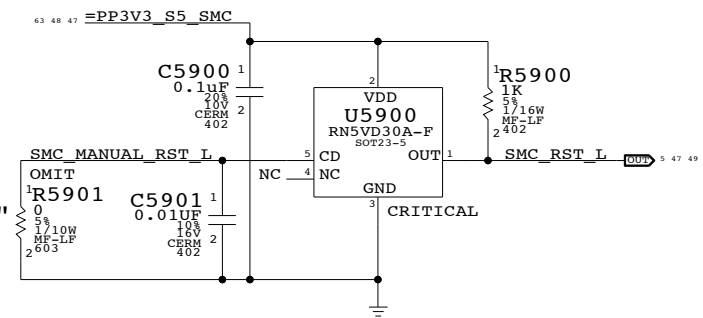 63 48 47 =PP3V3_S5_SMC
C5900 1
0.1uF
20%
10V
CERM
402
2
2
VDD
U5900
RN5VD30A-F
SOT23-5
1 R5900
1K
5%
1/16W
MF-LF
2 402
SMC_MANUAL_RST_L
5 CD
OUT 1
SMC_RST_L
OUT 5 47 49
NC 4 NC
GND
3
CRITICAL
OMIT
1 R5901
0
5%
1/10W
MF-LF
2 603
"
C5901 1
0.01UF
10%
16V
CERM
402
2